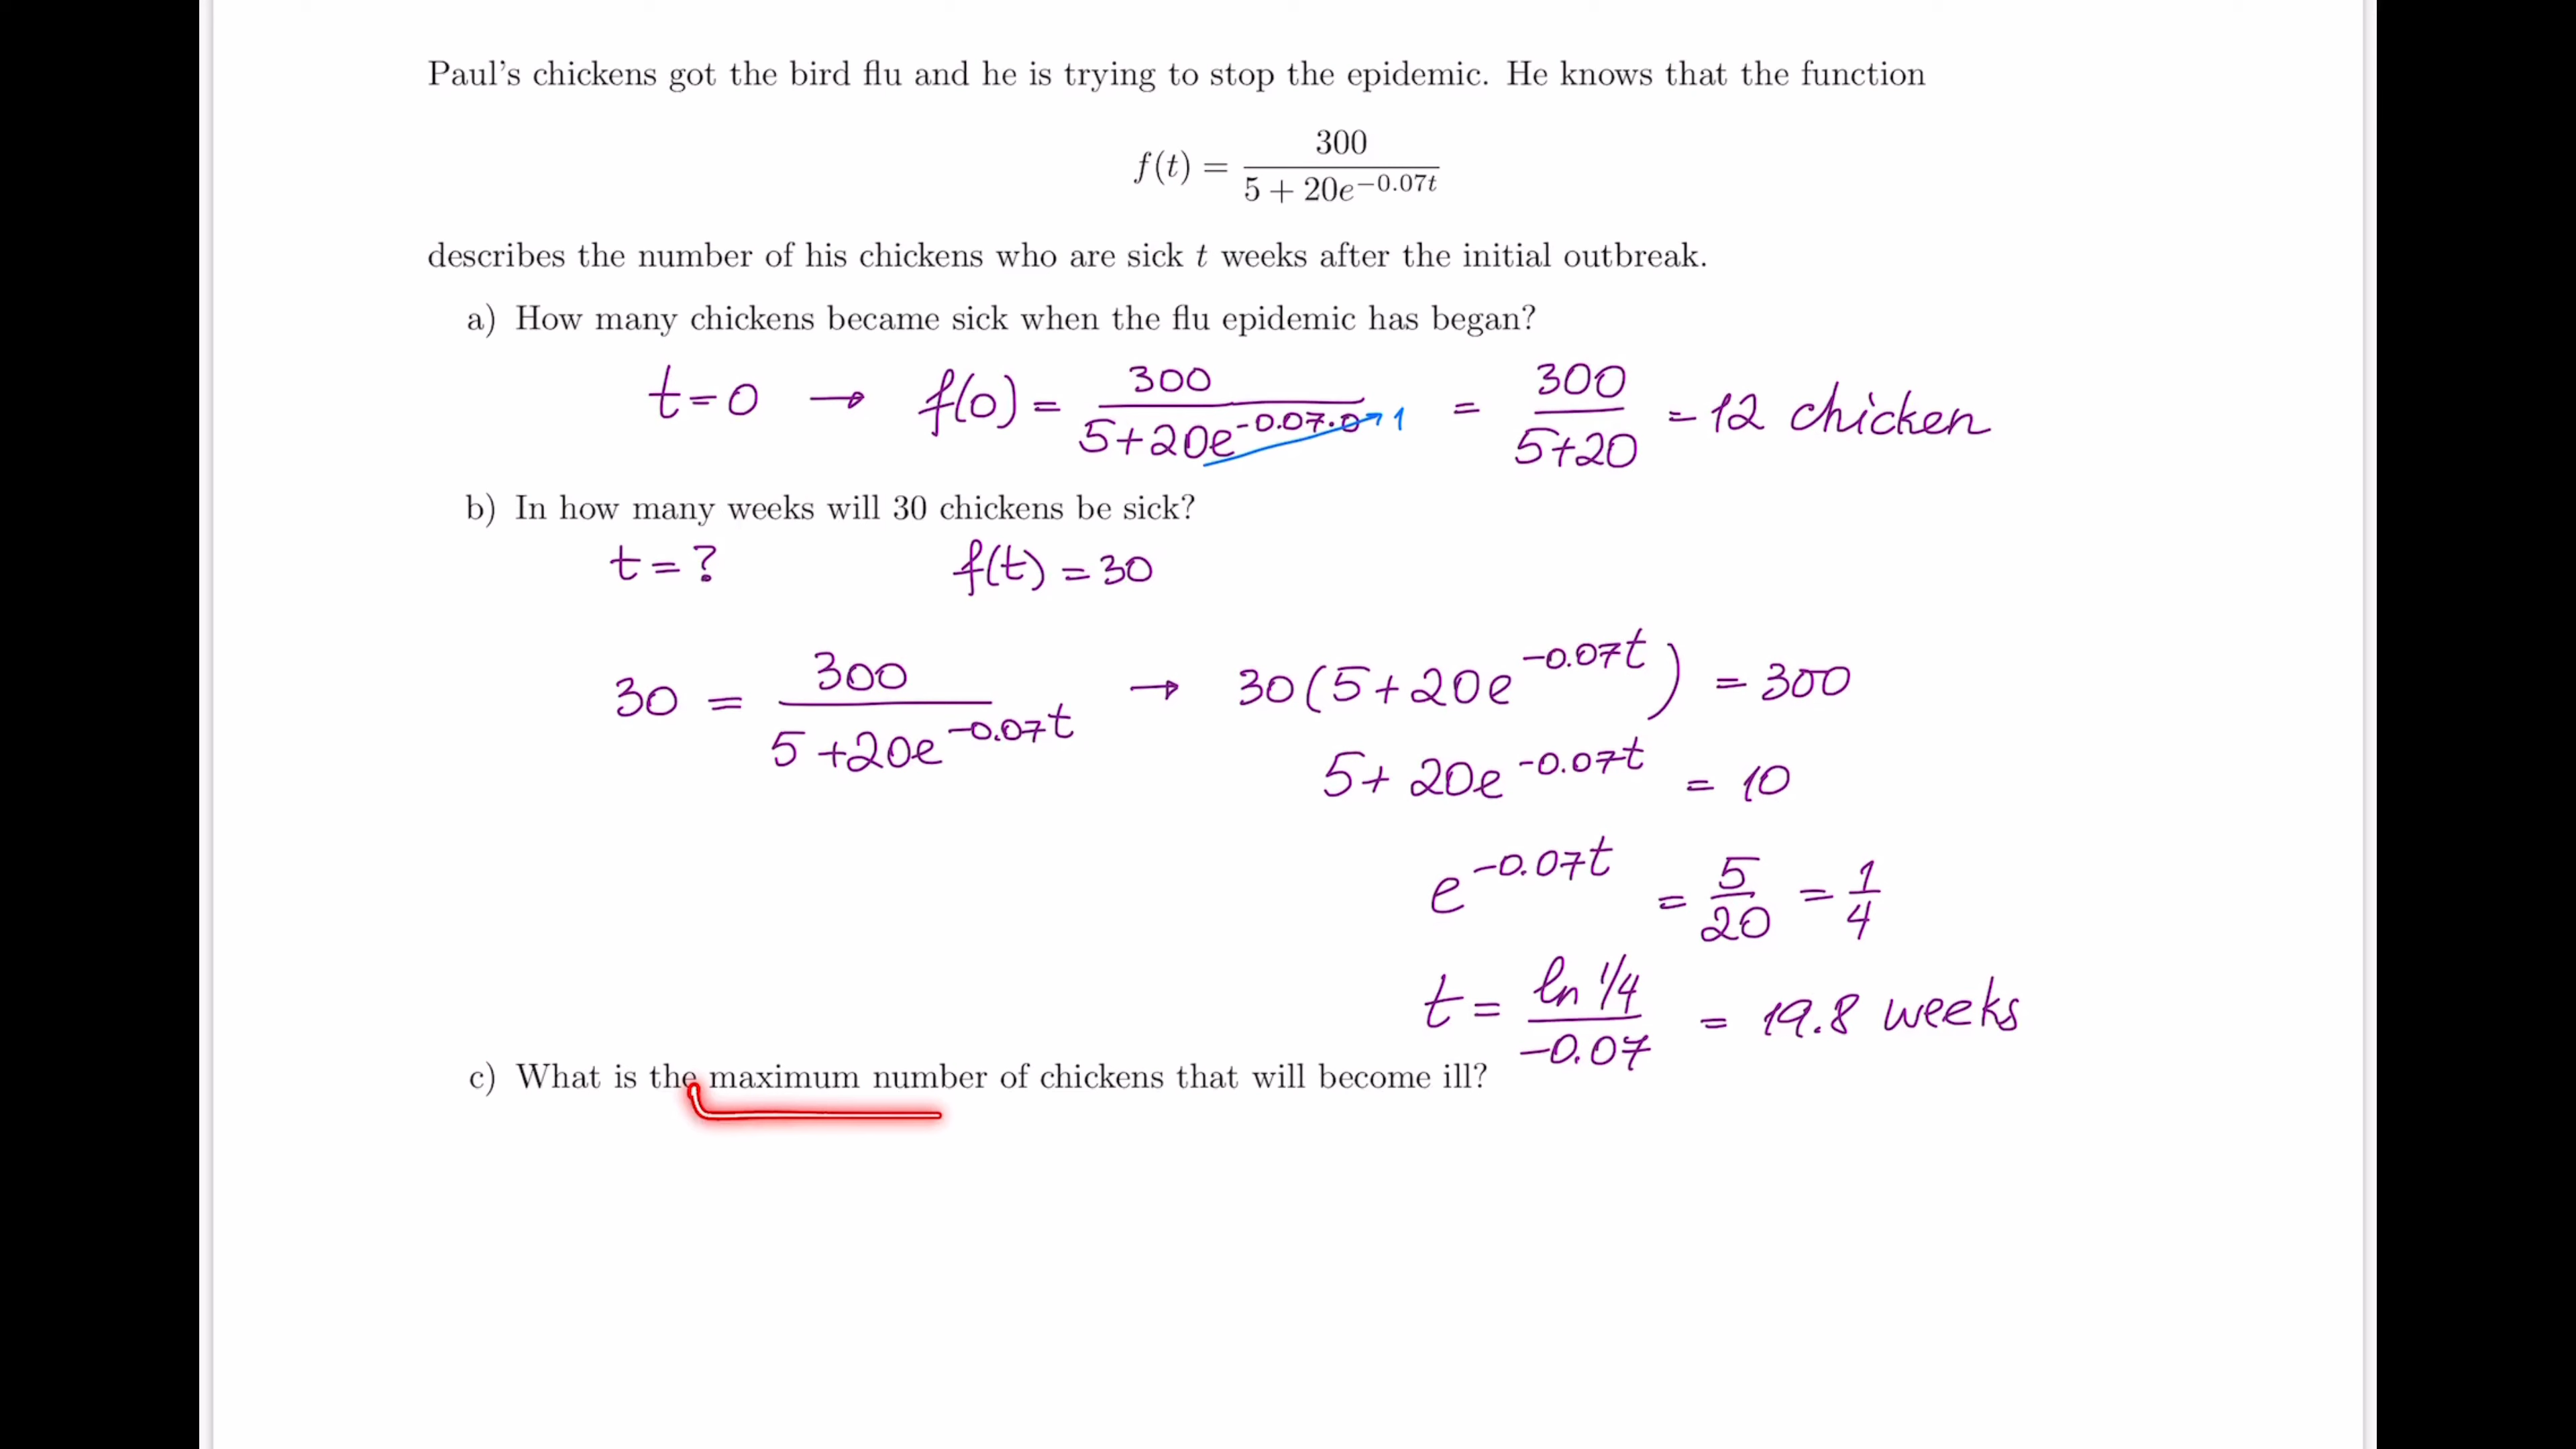 Paul's chickens got the bird flu and he is trying to stop the epidemic. He knows that the function
f(t) = 300 / (5 + 20e^{-0.07t})
describes the number of his chickens who are sick t weeks after the initial outbreak.
a) How many chickens became sick when the flu epidemic has began?
t=0 → f(0) = 300 / (5+20e^{-0.07·0}) → 1 = 300 / (5+20) = 12 chicken
b) In how many weeks will 30 chickens be sick?
t = ? f(t) = 30
30 = 300 / (5+20e^{-0.07t}) → 30(5+20e^{-0.07t}) = 300
5+20e^{-0.07t} = 10
e^{-0.07t} = 5/20 = 1/4
t = ln 1/4 / -0.07 = 19.8 weeks
c) What is the maximum number of chickens that will become ill?